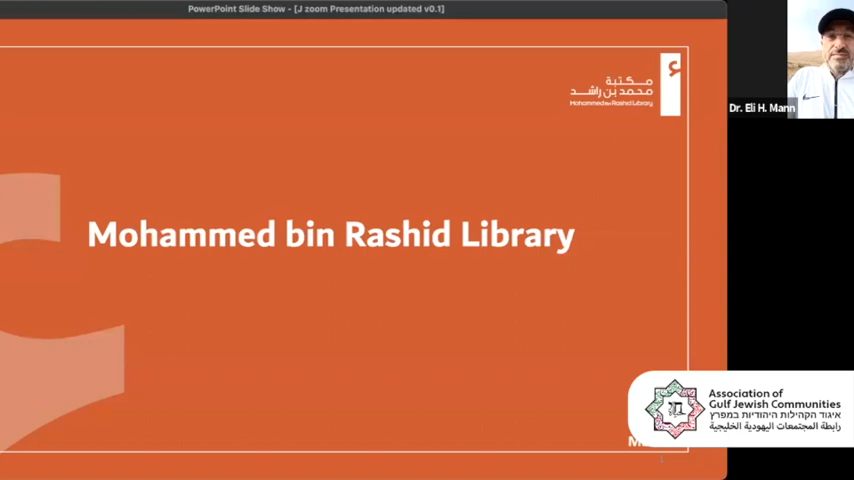 PowerPoint Slide Show - [J zoom Presentation updated v0.1]
مكتبة
محمد بن راشد
Mohammed bin Rashid Library
Dr. Eli H. Mann
Mohammed bin Rashid Library
Association of
Gulf Jewish Communities
איגוד הקהילות היהודיות במפרץ
رابطة المجتمعات اليهودية الخليجية
1